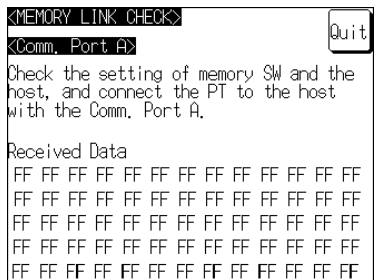 <MEMORY LINK CHECK>
Quit
<Comm. Port A>
Check the setting of memory SW and the
host, and connect the PT to the host
with the Comm. Port A.
Received Data
FF FF FF FF FF FF FF FF FF FF FF FF FF
FF FF FF FF FF FF FF FF FF FF FF FF FF
FF FF FF FF FF FF FF FF FF FF FF FF FF
FF FF FF FF FF FF FF FF FF FF FF FF FF
FF FF FF FF FF FF FF FF FF FF FF FF FF